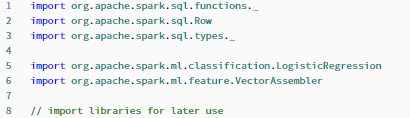 1 import org.apache.spark.sql.functions._
2 import org.apache.spark.sql.Row
3 import org.apache.spark.sql.types._
4
5 import org.apache.spark.ml.classification.LogisticRegression
6 import org.apache.spark.ml.feature.VectorAssembler
7
8 // import libraries for later use